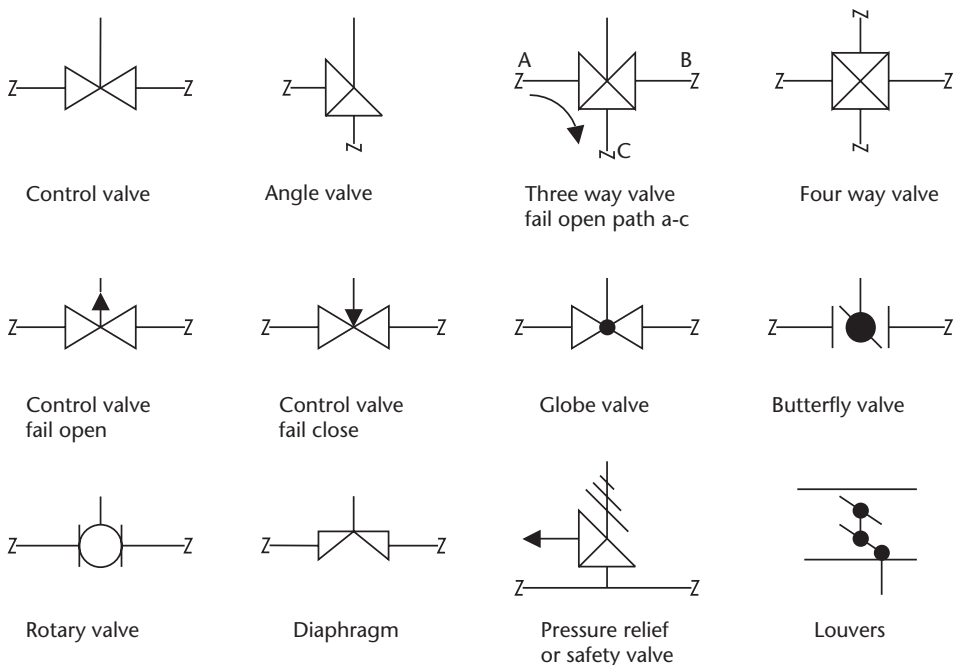 A
B
C
Control valve
Angle valve
Three way valve
fail open path a-c
Four way valve
Control valve
fail open
Control valve
fail close
Globe valve
Butterfly valve
Rotary valve
Diaphragm
Pressure relief
or safety valve
Louvers